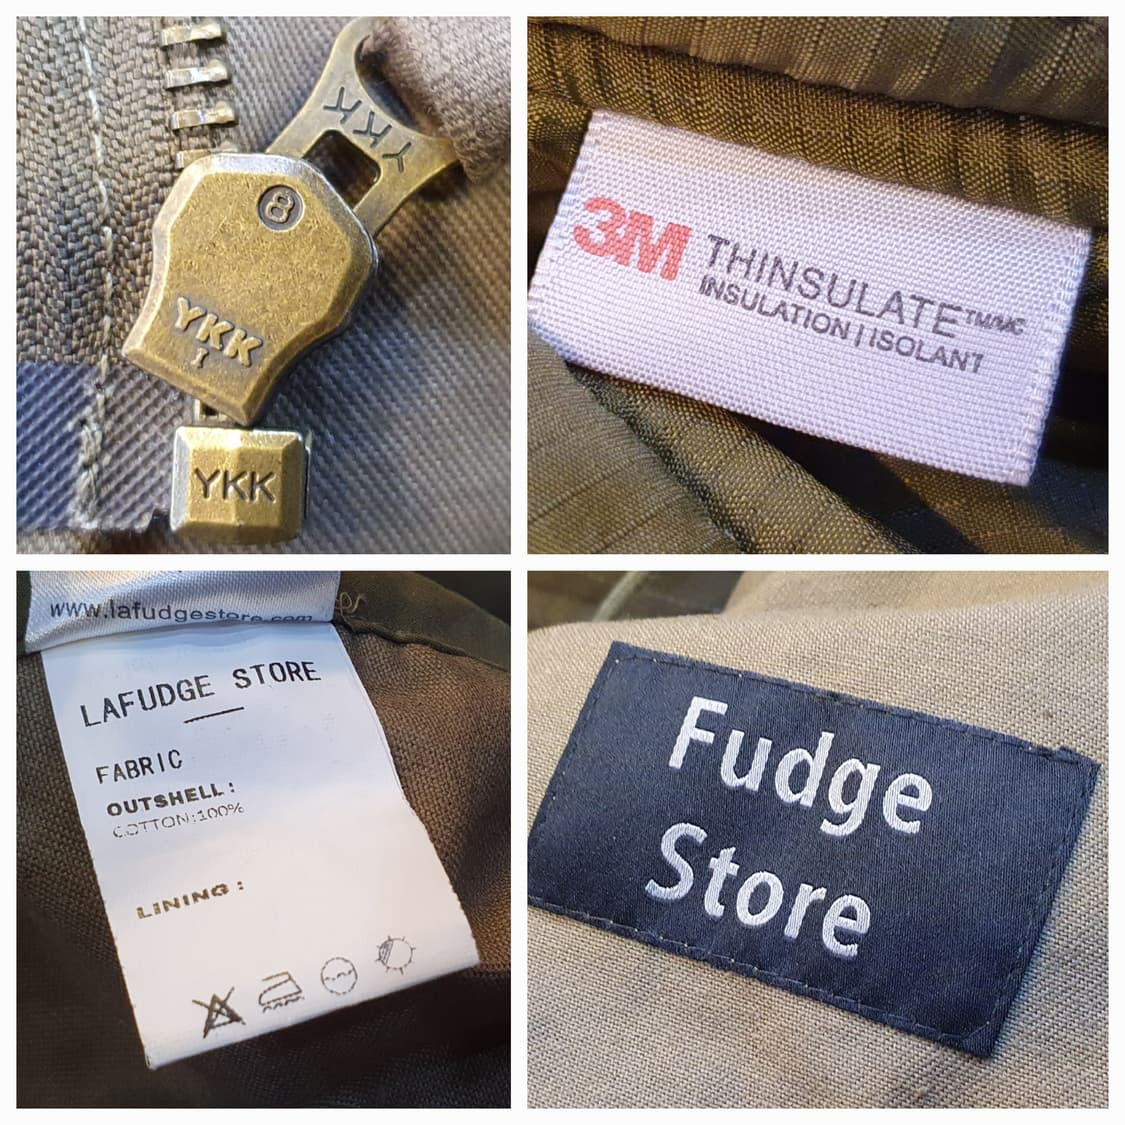 YKK
8
YKK
I
YKK
3M THINSULATE™/MC
INSULATION | ISOLANT
www.lafudgestore.com
LAFUDGE STORE
FABRIC
OUTSHELL:
COTTON:100%
LINING:
Fudge
Store